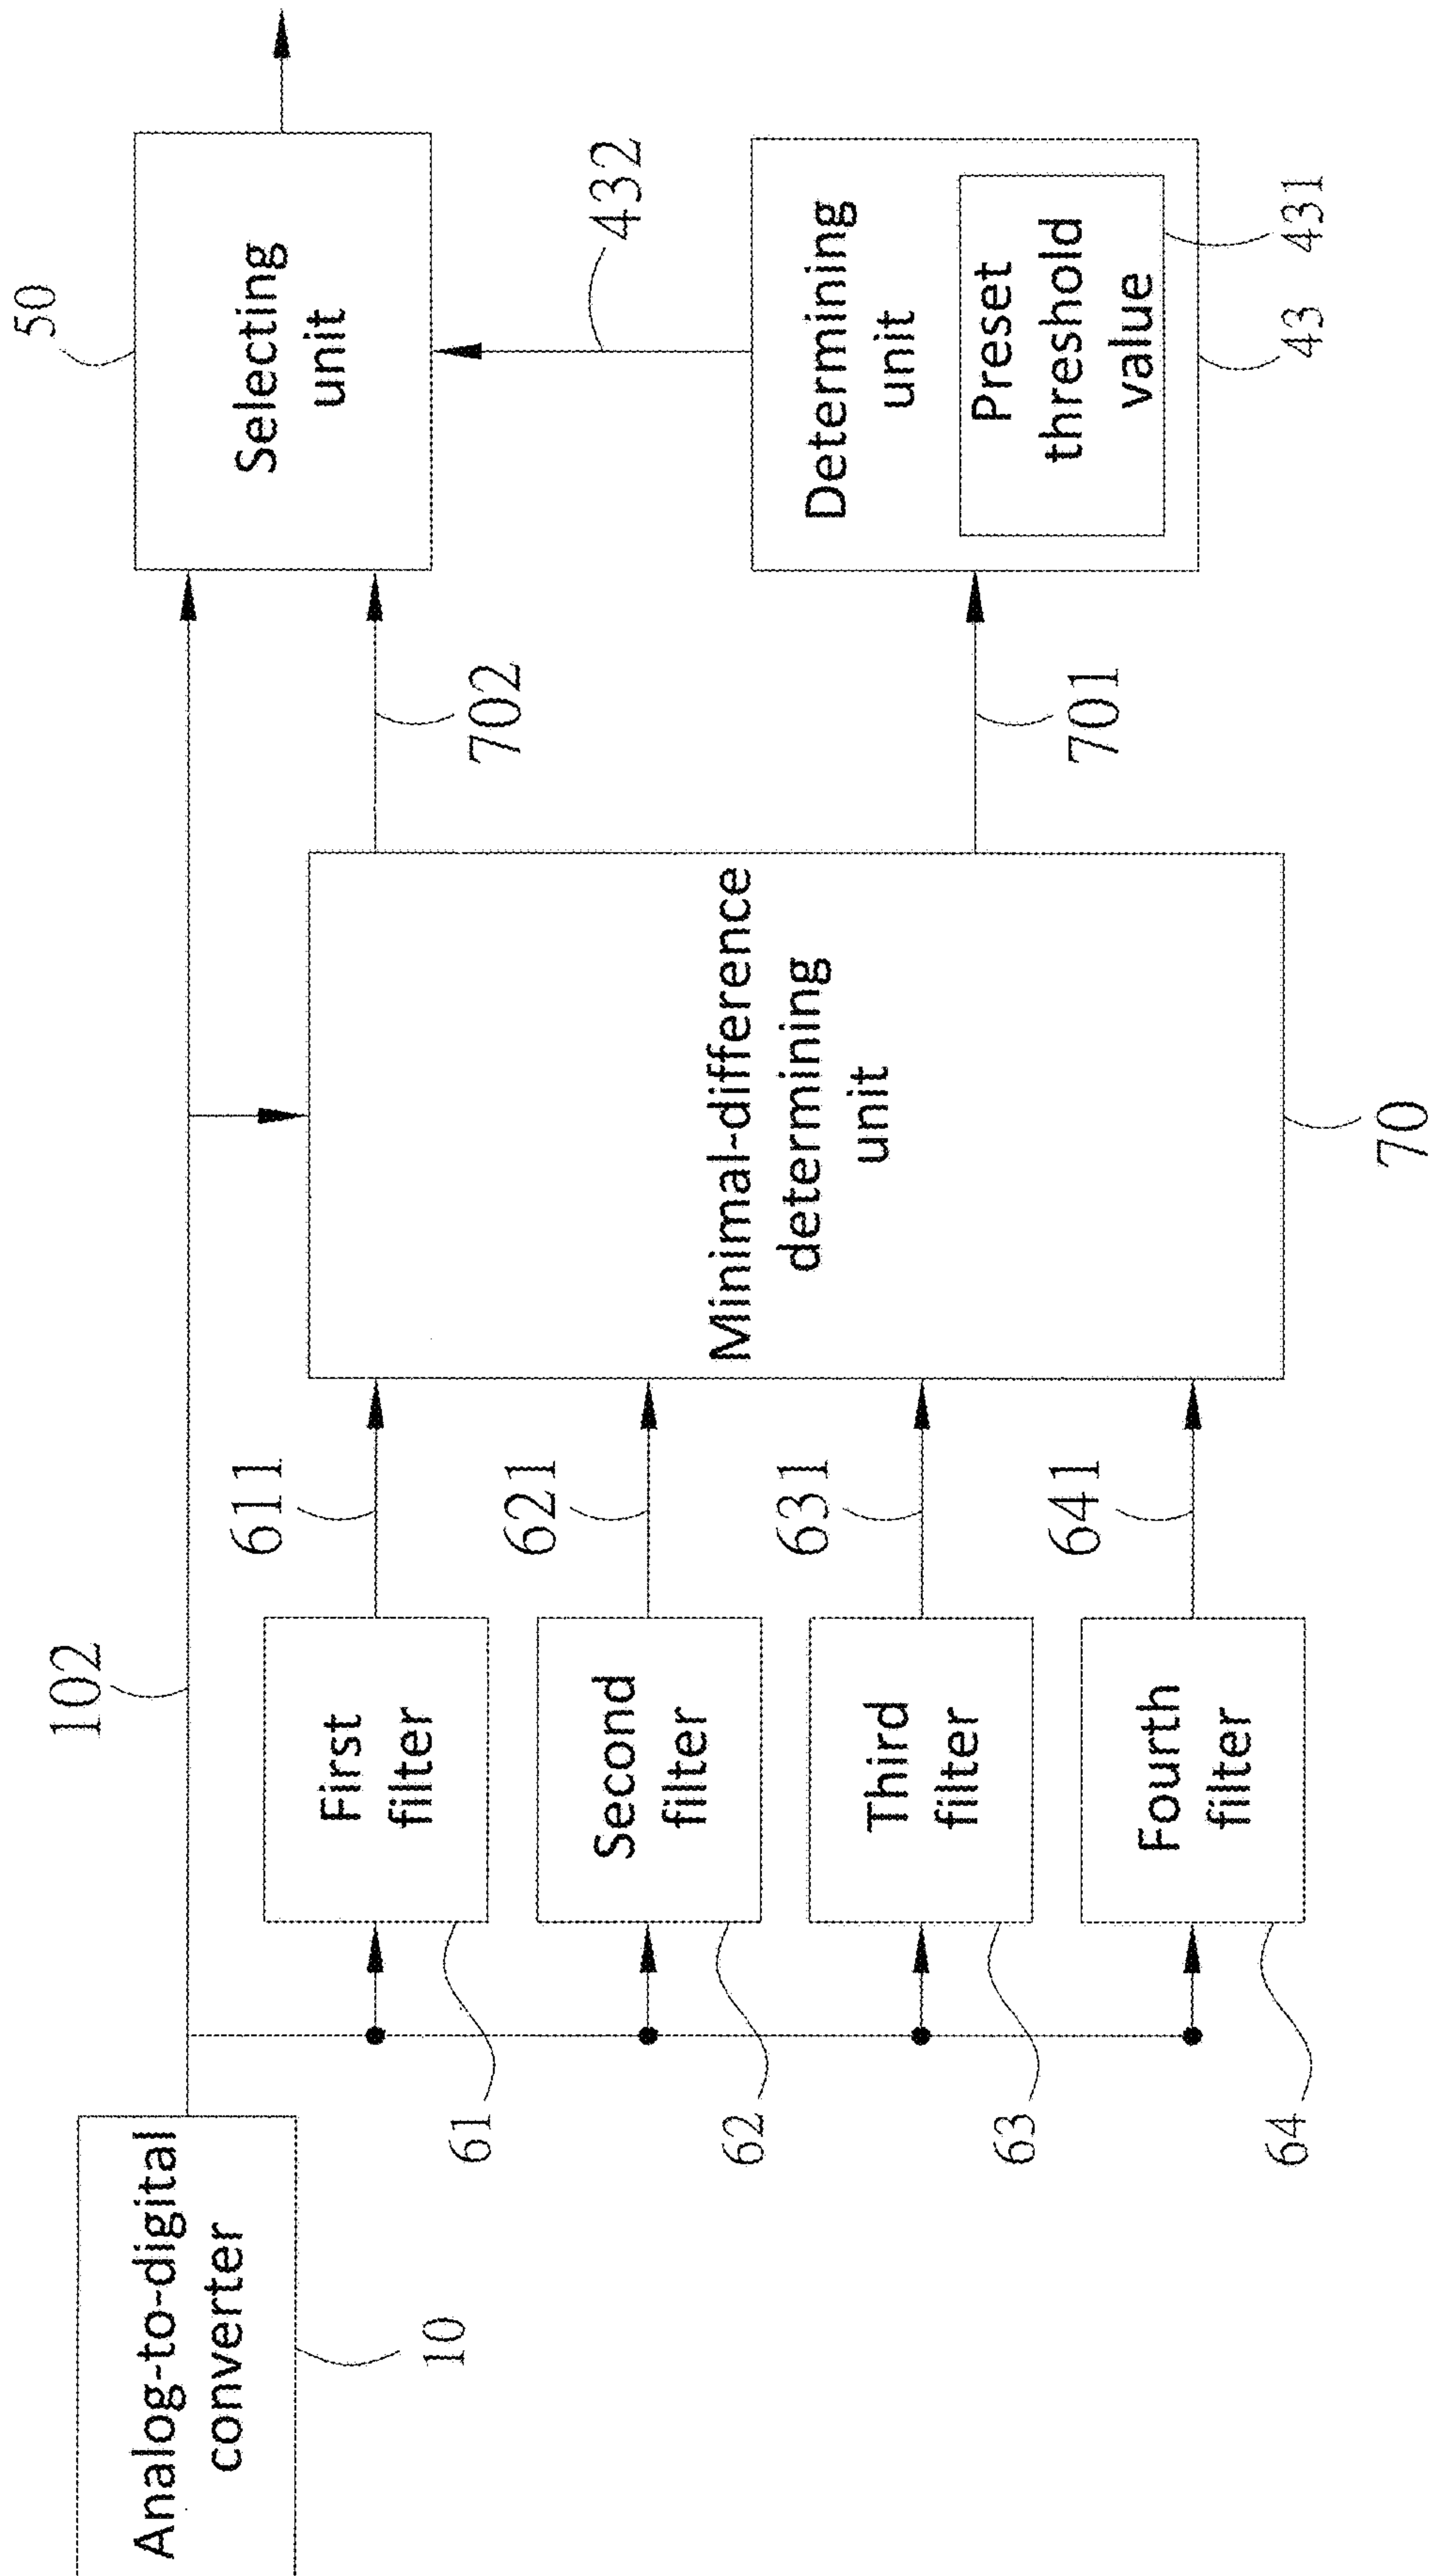 Analog-to-digital
converter
10
102
First
filter
61
611
Second
filter
62
621
Third
filter
63
631
Fourth
filter
64
641
Minimal-difference
determining
unit
70
702
701
Selecting
unit
50
432
Determining
unit
Preset
threshold
value
43
431